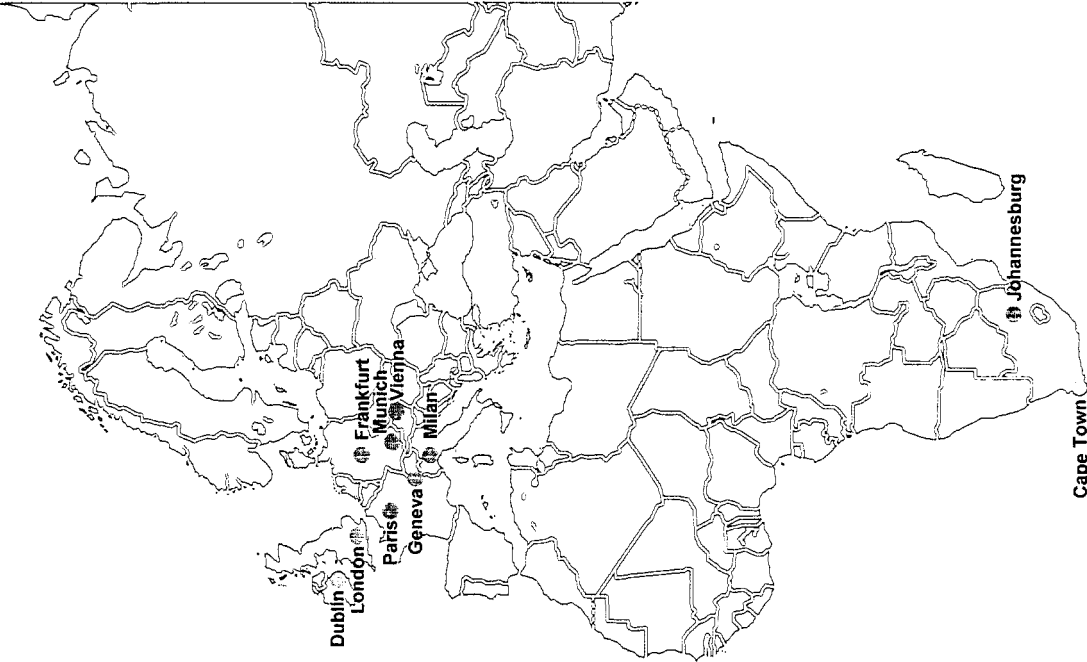 Dublin
London
Paris
Geneva
Frankfurt
Munich
Vienna
Milan
Johannesburg
Cape Town